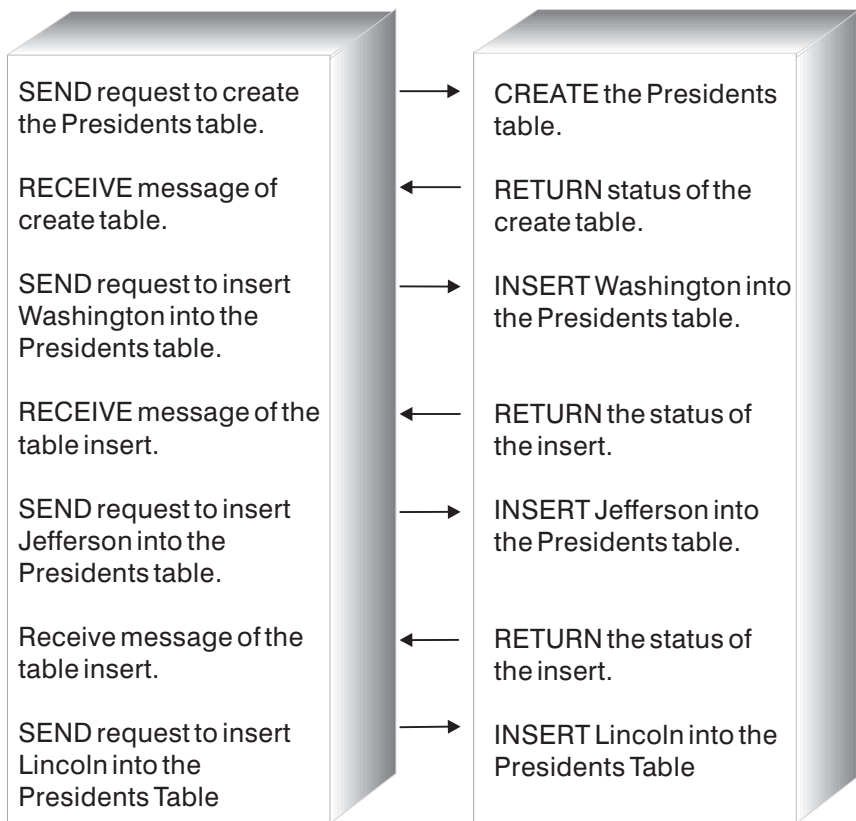 SEND request to create
the Presidents table.
RECEIVE message of
create table.
SEND request to insert
Washington into the
Presidents table.
RECEIVE message of the
table insert.
SEND request to insert
Jefferson into the
Presidents table.
Receive message of the
table insert.
SEND request to insert
Lincoln into the
Presidents Table
CREATE the Presidents
table.
RETURN status of the
create table.
INSERT Washington into
the Presidents table.
RETURN the status of
the insert.
INSERT Jefferson into
the Presidents table.
RETURN the status of
the insert.
INSERT Lincoln into the
Presidents Table